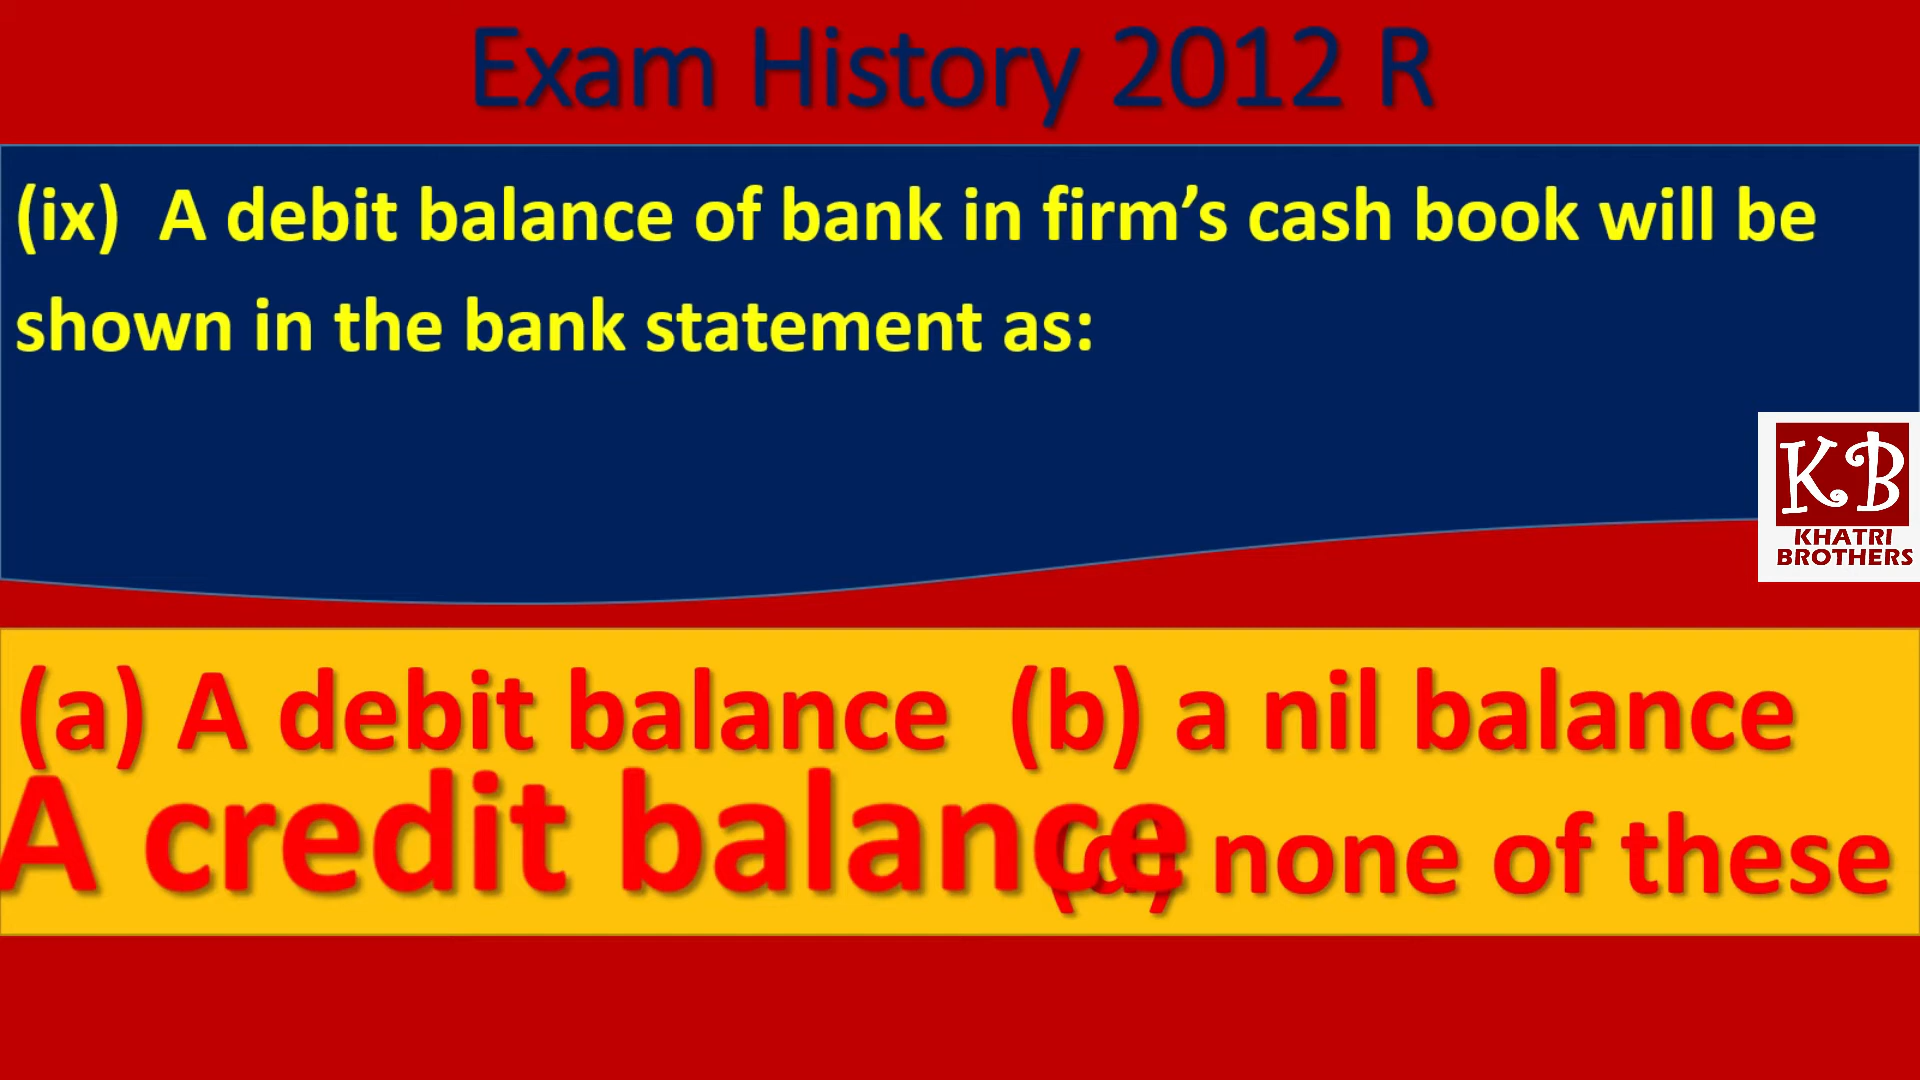 Exam History 2012 R
(ix) A debit balance of bank in firm’s cash book will be
shown in the bank statement as:
KB
KHATRI
BROTHERS
(a) A debit balance (b) a nil balance
A credit balance (d) none of these